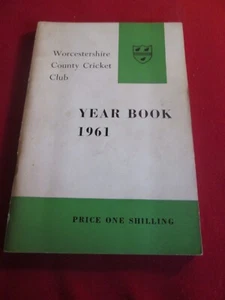 Worcestershire
County Cricket
Club
YEAR BOOK
1961
PRICE ONE SHILLING